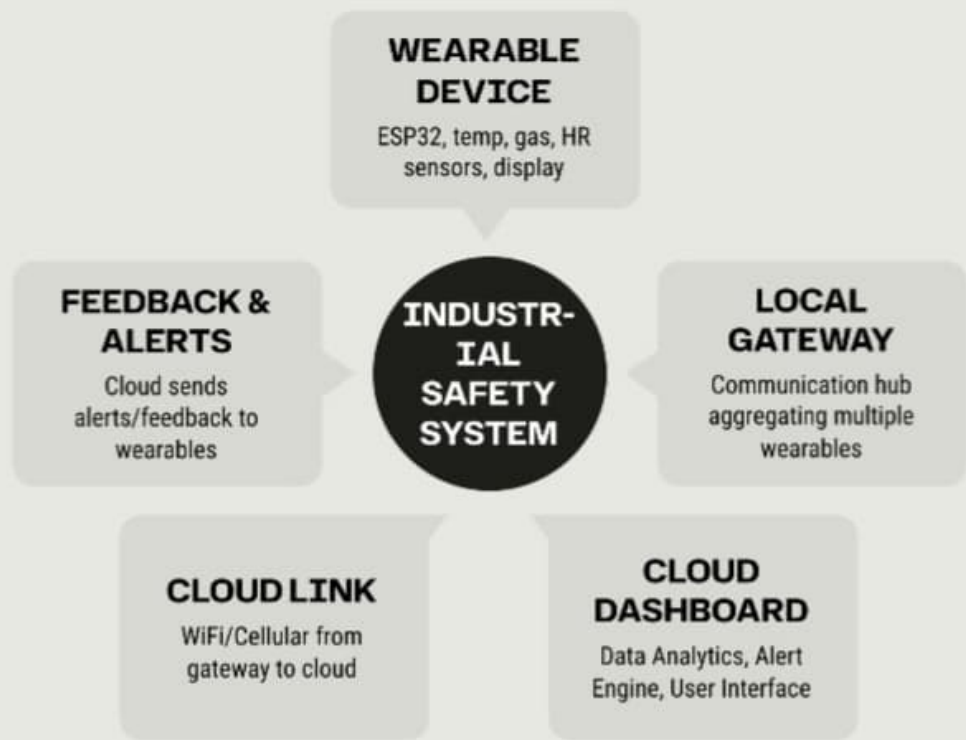 WEARABLE
DEVICE
ESP32, temp, gas, HR
sensors, display
FEEDBACK &
ALERTS
Cloud sends
alerts/feedback to
wearables
INDUSTR-
IAL
SAFETY
SYSTEM
LOCAL
GATEWAY
Communication hub
aggregating multiple
wearables
CLOUD LINK
WiFi/Cellular from
gateway to cloud
CLOUD
DASHBOARD
Data Analytics, Alert
Engine, User Interface